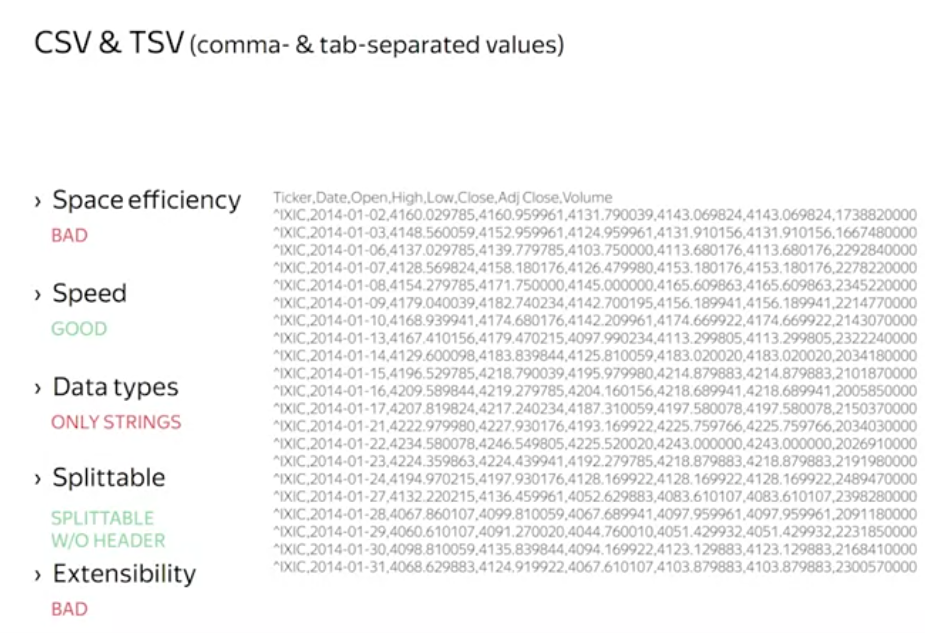 CSV & TSV (comma- & tab-separated values)
› Space efficiency
BAD
› Speed
GOOD
› Data types
ONLY STRINGS
› Splittable
SPLITTABLE
W/O HEADER
› Extensibility
BAD
Ticker,Date,Open,High,Low,Close,Adj Close,Volume
^IXIC,2014-01-02,4160.029785,4160.959961,4131.790039,4143.069824,4143.069824,1738820000
^IXIC,2014-01-03,4148.560059,4152.959961,4124.959961,4131.910156,4131.910156,1667480000
^IXIC,2014-01-06,4137.029785,4139.779785,4103.750000,4113.680176,4113.680176,2292840000
^IXIC,2014-01-07,4128.569824,4158.180176,4126.479980,4153.180176,4153.180176,2278220000
^IXIC,2014-01-08,4154.279785,4171.750000,4145.000000,4165.609863,4165.609863,2345220000
^IXIC,2014-01-09,4179.040039,4182.740234,4142.700195,4156.189941,4156.189941,2214770000
^IXIC,2014-01-10,4168.939941,4174.680176,4142.209961,4174.669922,4174.669922,2143070000
^IXIC,2014-01-13,4167.410156,4179.470215,4097.990234,4113.299805,4113.299805,2322240000
^IXIC,2014-01-14,4129.600098,4183.839844,4125.810059,4183.020020,4183.020020,2034180000
^IXIC,2014-01-15,4196.529785,4218.790039,4195.979980,4214.879883,4214.879883,2101870000
^IXIC,2014-01-16,4209.589844,4219.279785,4204.160156,4218.689941,4218.689941,2005850000
^IXIC,2014-01-17,4207.819824,4217.240234,4187.310059,4197.580078,4197.580078,2150370000
^IXIC,2014-01-21,4222.979980,4227.930176,4193.169922,4225.759766,4225.759766,2034030000
^IXIC,2014-01-22,4234.580078,4246.549805,4225.520020,4243.000000,4243.000000,2026910000
^IXIC,2014-01-23,4224.359863,4224.439941,4192.279785,4218.879883,4218.879883,2191980000
^IXIC,2014-01-24,4194.970215,4197.930176,4128.169922,4128.169922,4128.169922,2489470000
^IXIC,2014-01-27,4132.220215,4136.459961,4052.629883,4083.610107,4083.610107,2398280000
^IXIC,2014-01-28,4067.860107,4099.810059,4067.689941,4097.959961,4097.959961,2091180000
^IXIC,2014-01-29,4060.610107,4091.270020,4044.760010,4051.429932,4051.429932,2231850000
^IXIC,2014-01-30,4098.810059,4135.839844,4094.169922,4123.129883,4123.129883,2168410000
^IXIC,2014-01-31,4068.629883,4124.919922,4067.610107,4103.879883,4103.879883,2300570000